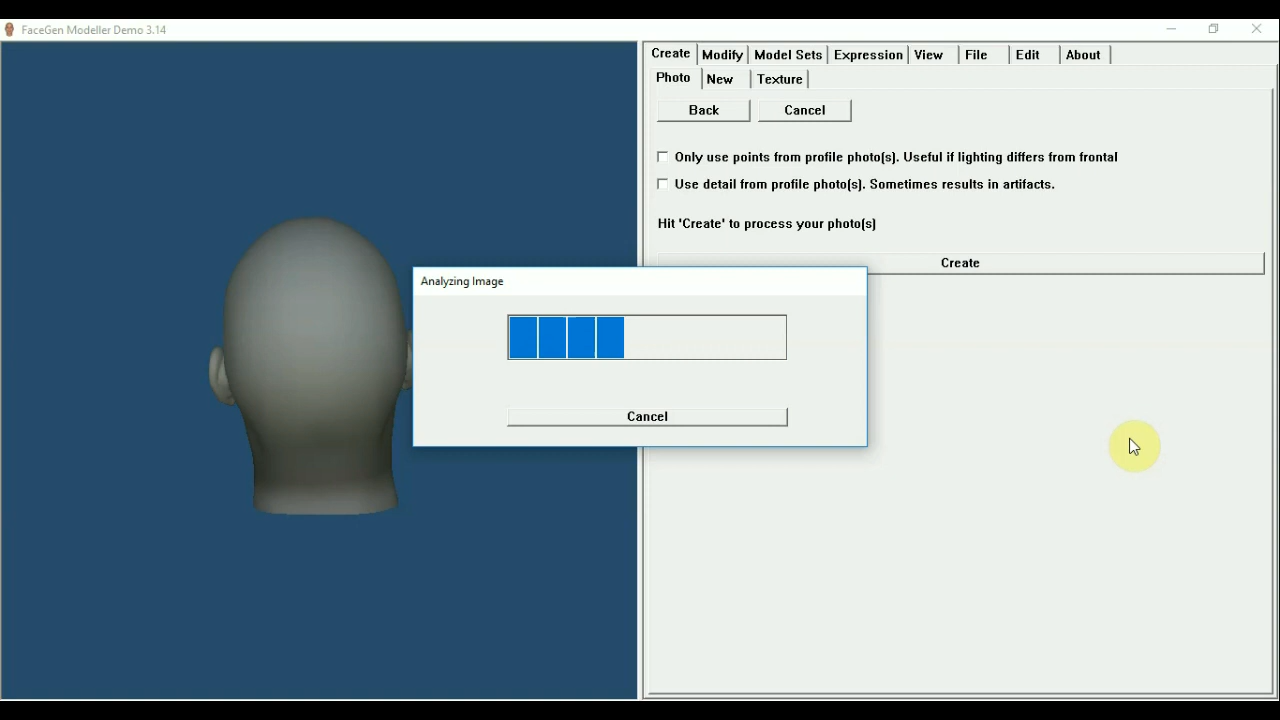 FaceGen Modeller Demo 3.14
Create Modify Model Sets Expression View File Edit About
Photo New Texture
Back Cancel
Only use points from profile photo(s). Useful if lighting differs from frontal
Use detail from profile photo(s). Sometimes results in artifacts.
Hit 'Create' to process your photo(s)
Create
Analyzing Image
Cancel